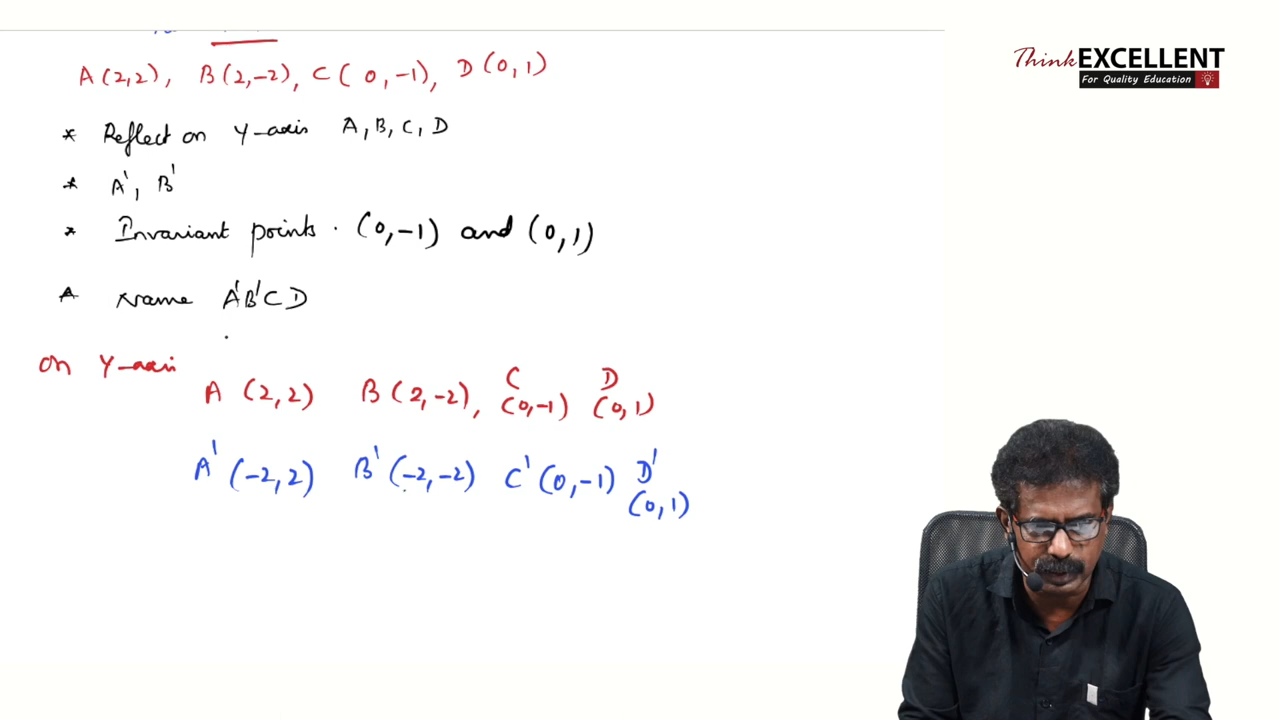 Think EXCELLENT
For Quality Education
A (2,2), B (2,-2), C ( 0, -1), D (0, 1)
* Reflect on Y-axis A, B, C, D
* A', B'
* Invariant points. (0,-1) and (0, 1)
* Name A'B'C D
On Y-axis
A (2, 2) B (2, -2), C (0, -1) D (0, 1)
A' (-2, 2) B' (-2, -2) C' (0, -1) D' (0, 1)